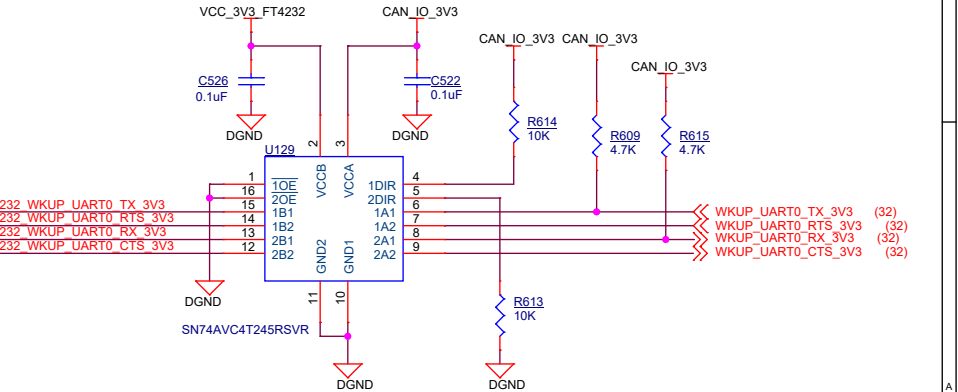 VCC_3V3_FT4232
CAN_IO_3V3
CAN_IO_3V3
CAN_IO_3V3
CAN_IO_3V3
C526
0.1uF
C522
0.1uF
R614
10K
R609
4.7K
R615
4.7K
DGND
DGND
U129
2
3
VCCB
VCCA
1
1OE
1DIR
4
16
2OE
2DIR
5
232_WKUP_UART0_TX_3V3
15
1B1
1A1
6
WKUP_UART0_TX_3V3
(32)
232_WKUP_UART0_RTS_3V3
14
1B2
1A2
7
WKUP_UART0_RTS_3V3
(32)
232_WKUP_UART0_RX_3V3
13
2B1
2A1
8
WKUP_UART0_RX_3V3
(32)
232_WKUP_UART0_CTS_3V3
12
2B2
2A2
9
WKUP_UART0_CTS_3V3
(32)
GND2
GND1
11
10
DGND
SN74AVC4T245RSVR
R613
10K
DGND
DGND
A